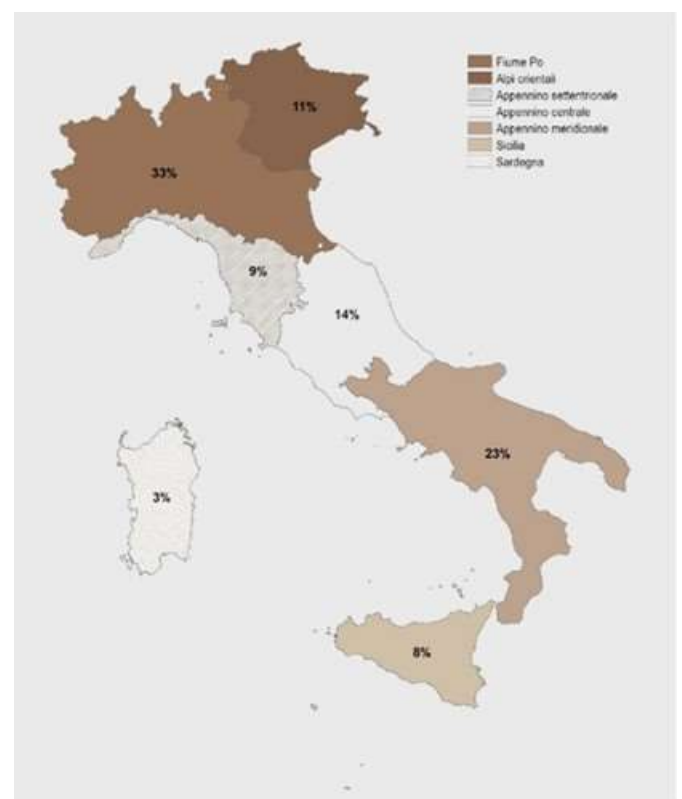 Fiume Po
Alpi orientali
Appennino settentrionale
Appennino centrale
Appennino meridionale
Sicilia
Sardegna
11%
33%
9%
14%
23%
3%
8%